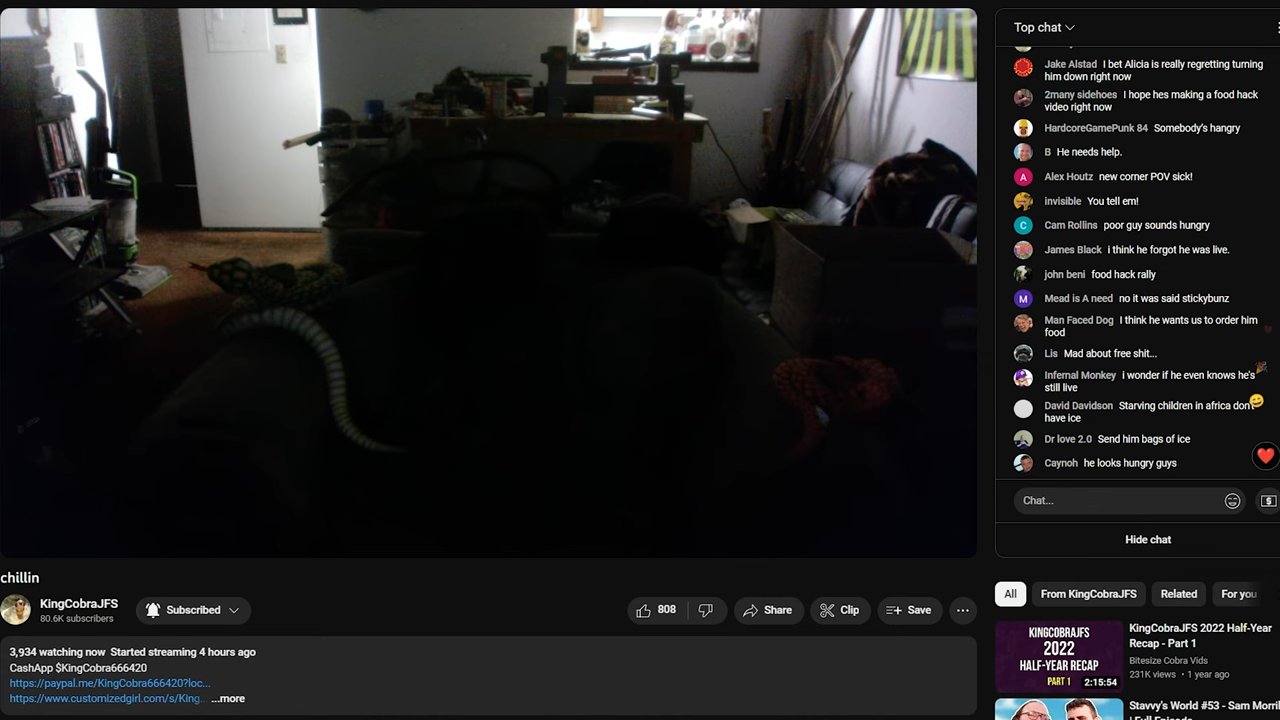 Top chat
Jake Alstad I bet Alicia is really regretting turning
him down right now
2many sidehoes I hope hes making a food hack
video right now
HardcoreGamePunk 84 Somebody's hangry
B He needs help.
A
Alex Houtz new corner POV sick!
invisible You tell em!
C
Cam Rollins poor guy sounds hungry
James Black i think he forgot he was live.
john beni food hack rally
M
Mead is A need no it was said stickybunz
Man Faced Dog I think he wants us to order him
food
Lis Mad about free shit...
Infernal Monkey i wonder if he even knows he's
still live
David Davidson Starving children in africa dont
have ice
Dr love 2.0 Send him bags of ice
Caynoh he looks hungry guys
Chat...
$
Hide chat
chillin
KingCobraJFS
80.6K subscribers
Subscribed
808
Share
Clip
Save
...
3,934 watching now Started streaming 4 hours ago
CashApp $KingCobra666420
https://paypal.me/KingCobra666420?loc...
https://www.customizedgirl.com/s/King... ...more
All
From KingCobraJFS
Related
For you
KINGCOBRAJFS
2022
HALF-YEAR RECAP
PART 1
2:15:54
KingCobraJFS 2022 Half-Year
Recap - Part 1
Bitesize Cobra Vids
231K views • 1 year ago
Stavvy's World #53 - Sam Morri